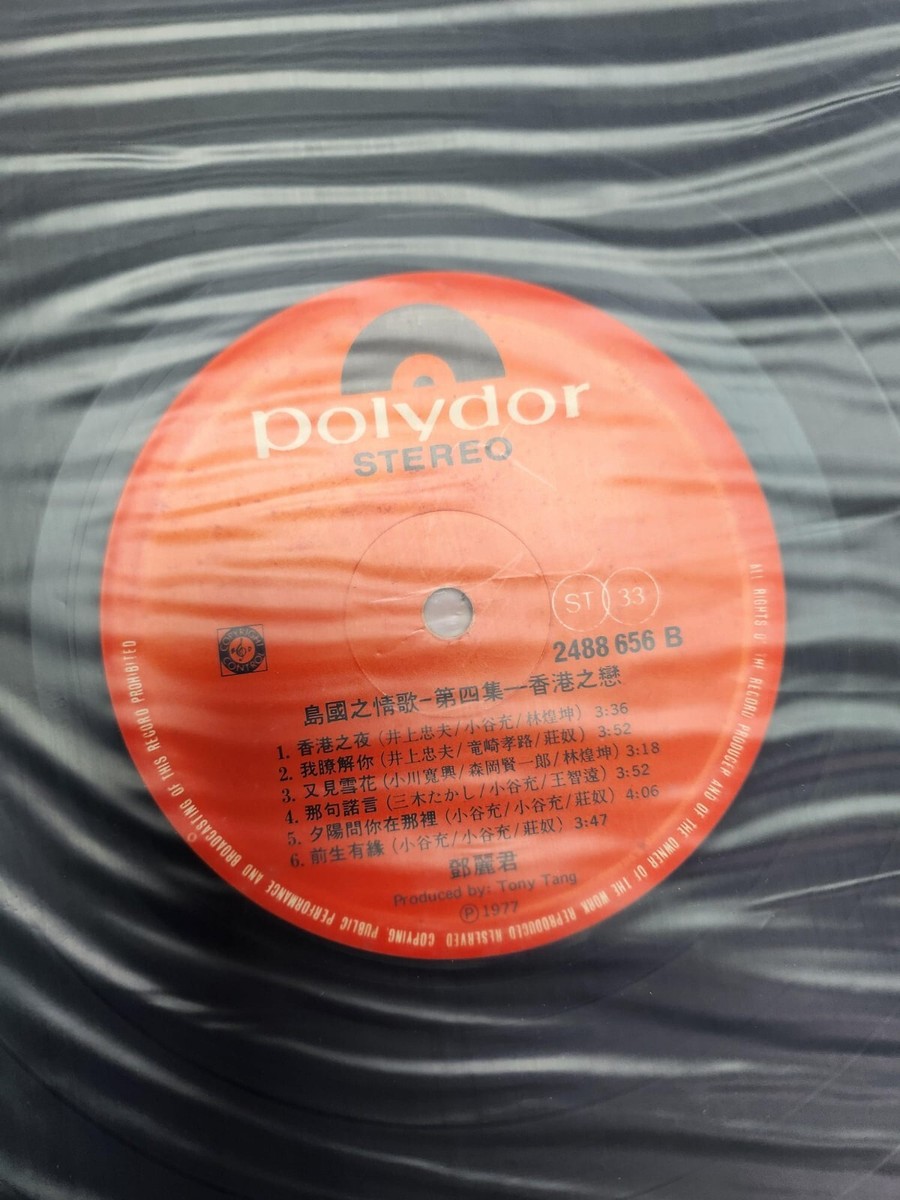 polydor
STEREO
ST 33
COPYRIGHT CONTROL
2488 656 B
島國之情歌-第四集—香港之戀
1. 香港之夜 (井上忠夫/小谷充/林煌坤) 3:36
2. 我瞭解你 (井上忠夫/竜崎孝路/莊奴) 3:52
3. 又見雪花 (小川寬興/森岡賢一郎/林煌坤) 3:18
4. 那句諾言 (三木たかし/小谷充/王智遠) 3:52
5. 夕陽問你在那裡 (小谷充/小谷充/莊奴) 4:06
6. 前生有緣 (小谷充/小谷充/莊奴) 3:47
鄧麗君
Produced by: Tony Tang
Ⓟ 1977
ALL RIGHTS OF THE RECORD PRODUCER AND OF THE OWNER OF THE WORK REPRODUCED RESERVED COPYING, PUBLIC PERFORMANCE AND BROADCASTING OF THIS RECORD PROHIBITED